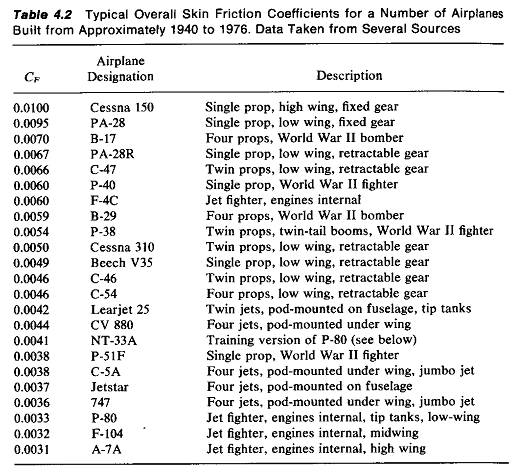 Table 4.2 Typical Overall Skin Friction Coefficients for a Number of Airplanes
Built from Approximately 1940 to 1976. Data Taken from Several Sources
Airplane
C_F Designation Description
0.0100 Cessna 150 Single prop, high wing, fixed gear
0.0095 PA-28 Single prop, low wing, fixed gear
0.0070 B-17 Four props, World War II bomber
0.0067 PA-28R Single prop, low wing, retractable gear
0.0066 C-47 Twin props, low wing, retractable gear
0.0060 P-40 Single prop, World War II fighter
0.0060 F-4C Jet fighter, engines internal
0.0059 B-29 Four props, World War II bomber
0.0054 P-38 Twin props, twin-tail booms, World War II fighter
0.0050 Cessna 310 Twin props, low wing, retractable gear
0.0049 Beech V35 Single prop, low wing, retractable gear
0.0046 C-46 Twin props, low wing, retractable gear
0.0046 C-54 Four props, low wing, retractable gear
0.0042 Learjet 25 Twin jets, pod-mounted on fuselage, tip tanks
0.0044 CV 880 Four jets, pod-mounted under wing
0.0041 NT-33A Training version of P-80 (see below)
0.0038 P-51F Single prop, World War II fighter
0.0038 C-5A Four jets, pod-mounted under wing, jumbo jet
0.0037 Jetstar Four jets, pod-mounted on fuselage
0.0036 747 Four jets, pod-mounted under wing, jumbo jet
0.0033 P-80 Jet fighter, engines internal, tip tanks, low-wing
0.0032 F-104 Jet fighter, engines internal, midwing
0.0031 A-7A Jet fighter, engines internal, high wing